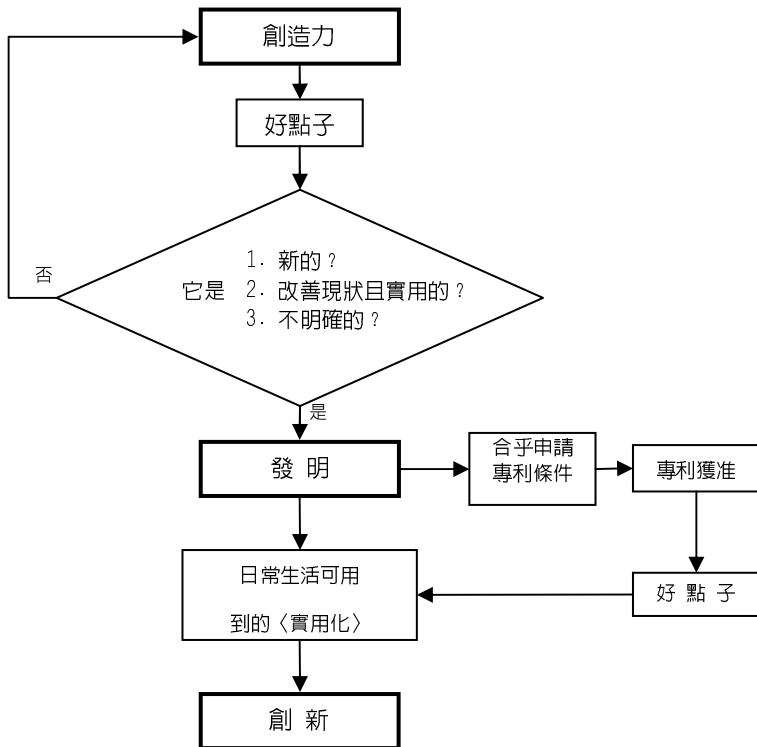 創造力
好點子
否
1. 新的？
它是 2. 改善現狀且實用的？
3. 不明確的？
是
發 明
合乎申請
專利條件
專利獲准
日常生活可用
到的〈實用化〉
好 點 子
創 新